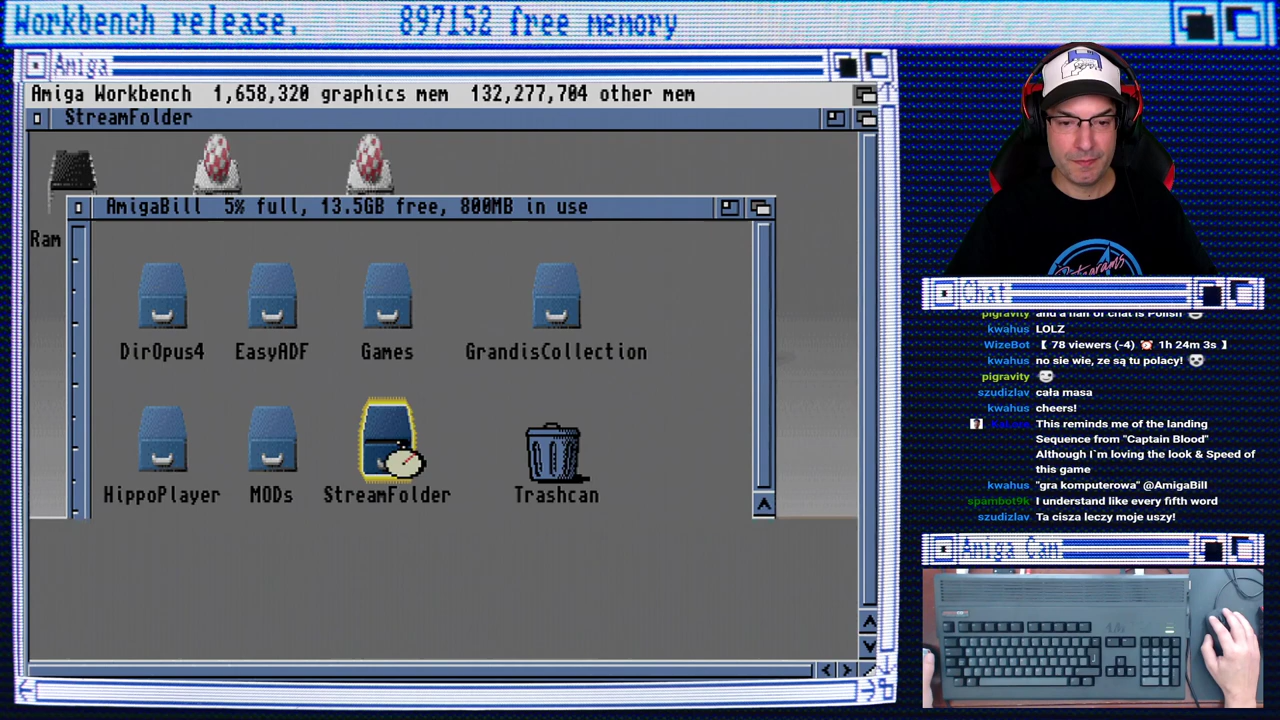 Workbench release. 897152 free memory
Amiga
Amiga Workbench 1,658,320 graphics mem 132,277,704 other mem
StreamFolder
AmigaBill 5% full, 13.5GB free, 800MB in use
Ram
DirOpus4 EasyADF Games GrandisCollection
HippoPlayer MODs StreamFolder Trashcan
Chat
pigravity and a half of chat is Polish
kwahus LOLZ
WizeBot 【 78 viewers (-4) ⏰ 1h 24m 3s 】
kwahus no sie wie, ze są tu polacy!
pigravity
szudizlav cała masa
kwahus cheers!
This reminds me of the landing
Sequence from "Captain Blood"
Although I`m loving the look & Speed of
this game
kwahus "gra komputerowa" @AmigaBill
spambot9k I understand like every fifth word
szudizlav Ta cisza leczy moje uszy!
Amiga Cam